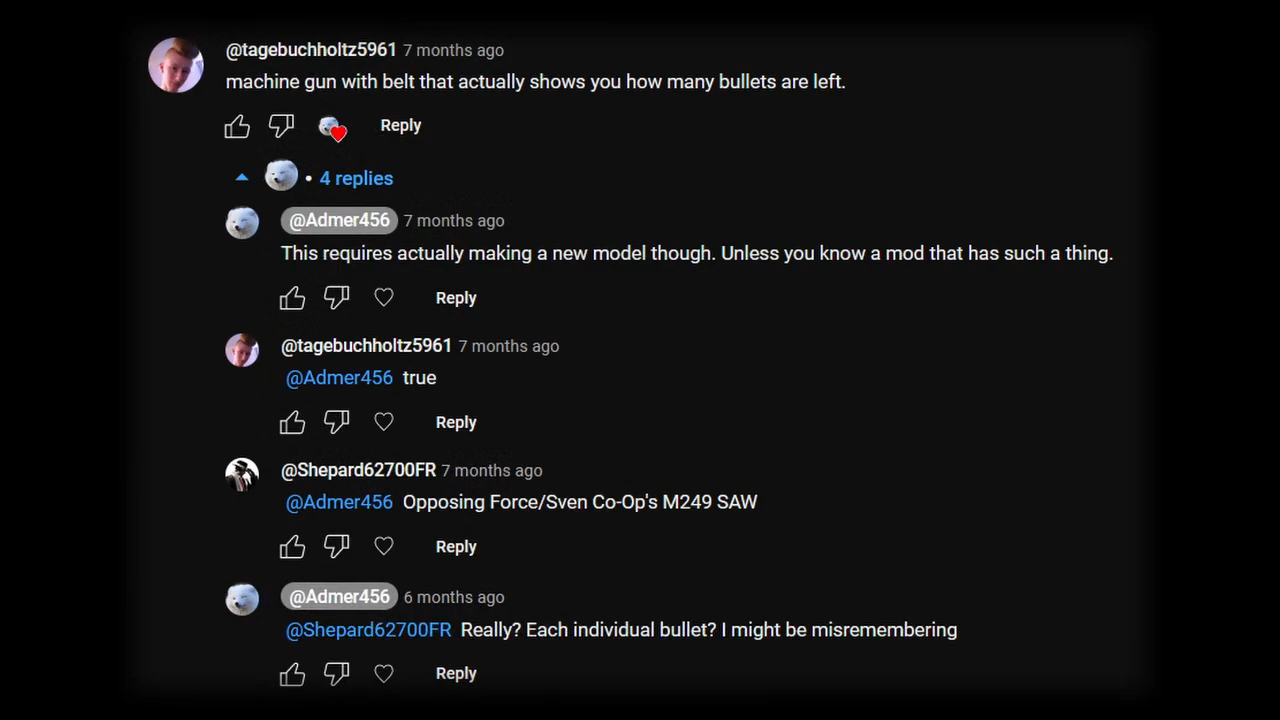 @tagebuchholtz5961 7 months ago
machine gun with belt that actually shows you how many bullets are left.
Reply
• 4 replies
@Admer456 7 months ago
This requires actually making a new model though. Unless you know a mod that has such a thing.
Reply
@tagebuchholtz5961 7 months ago
@Admer456 true
Reply
@Shepard62700FR 7 months ago
@Admer456 Opposing Force/Sven Co-Op's M249 SAW
Reply
@Admer456 6 months ago
@Shepard62700FR Really? Each individual bullet? I might be misremembering
Reply